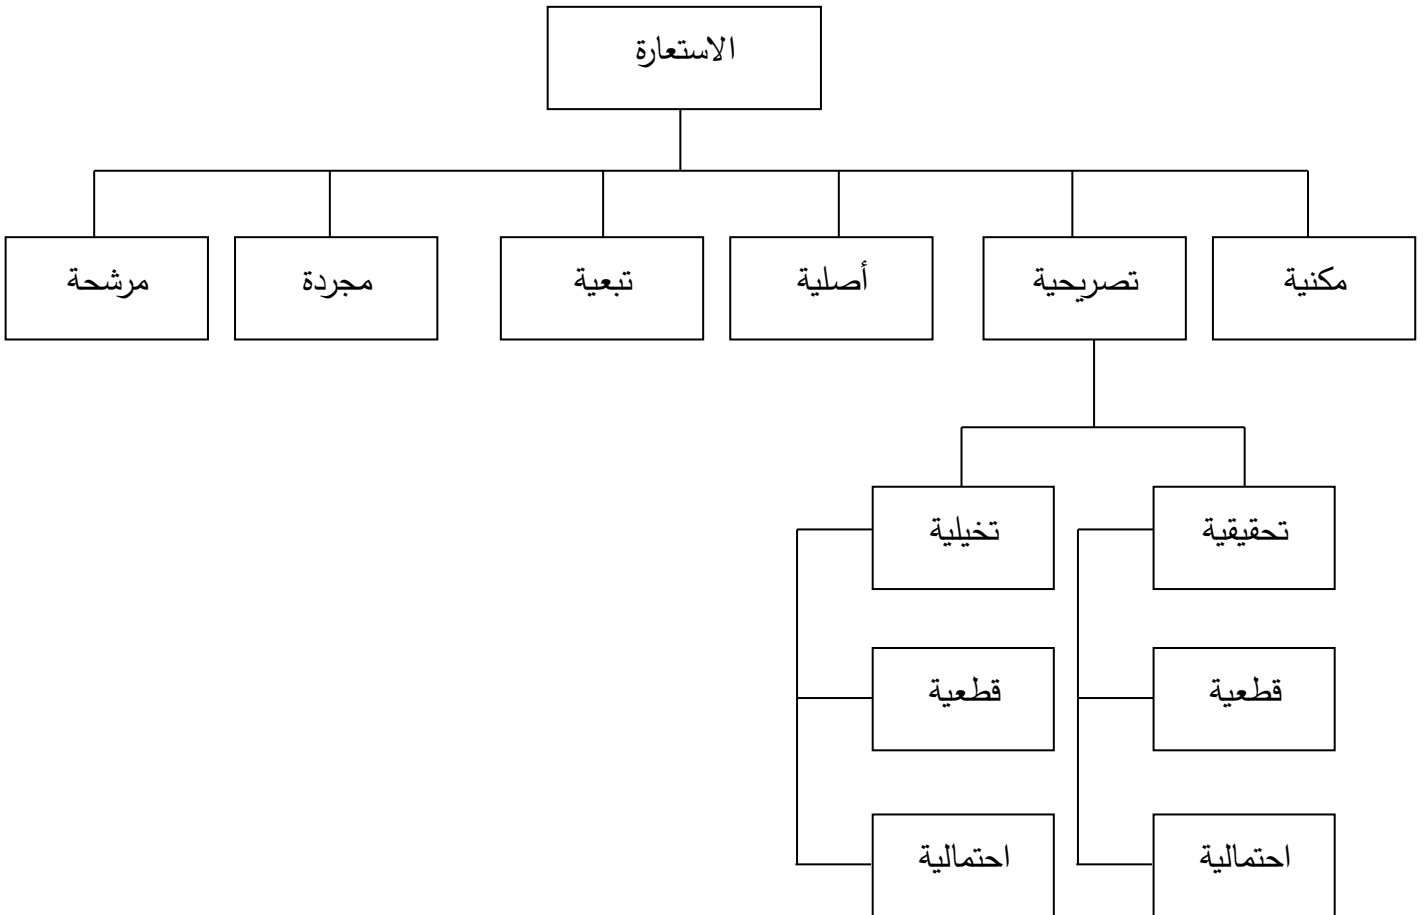 الاستعارة
مكنية
تصريحية
أصلية
تبعية
مجردة
مرشحة
تحقيقية
تخيلية
قطعية
قطعية
احتمالية
احتمالية